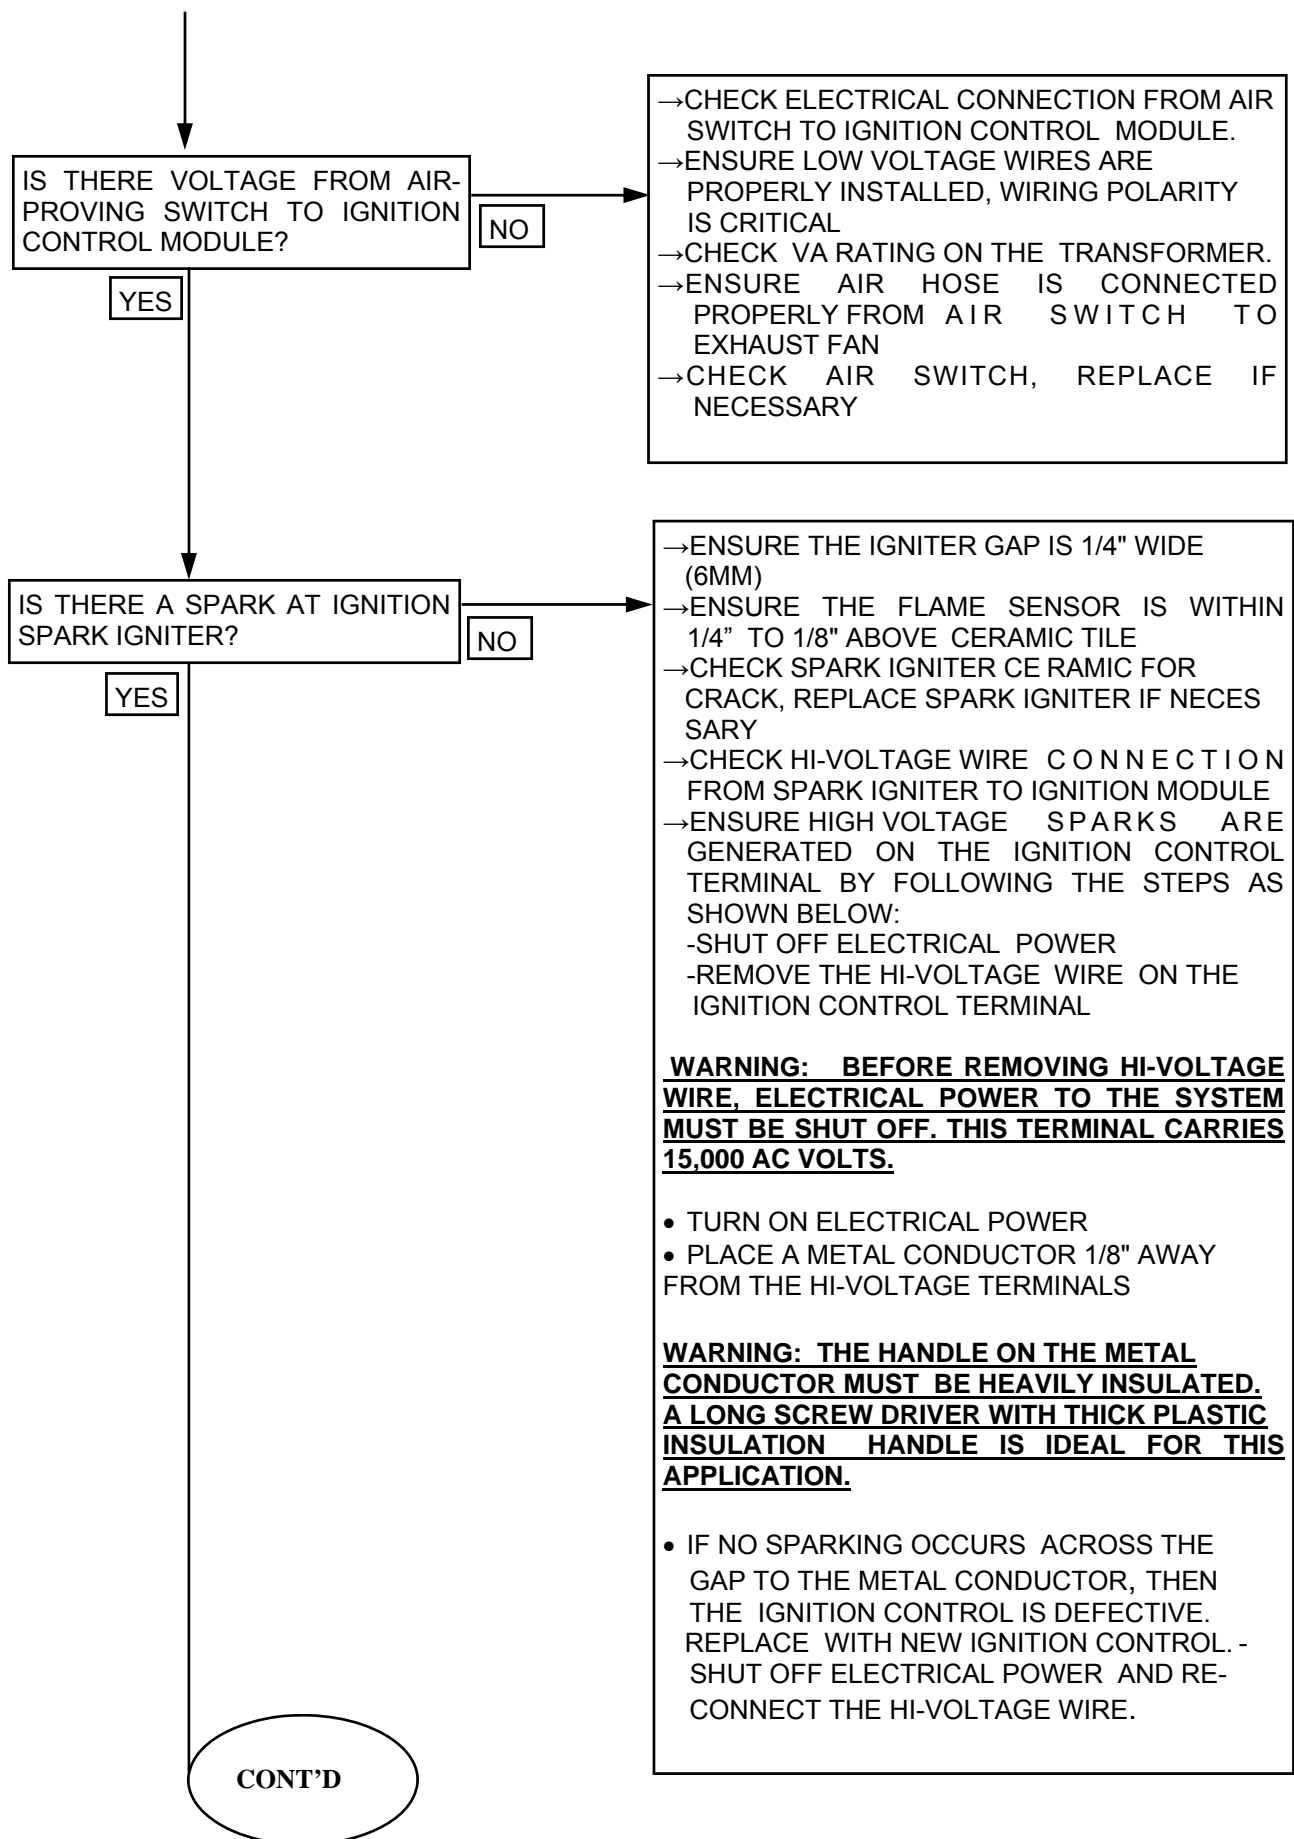 IS THERE VOLTAGE FROM AIR-
PROVING SWITCH TO IGNITION
CONTROL MODULE?
NO
YES
→CHECK ELECTRICAL CONNECTION FROM AIR
SWITCH TO IGNITION CONTROL MODULE.
→ENSURE LOW VOLTAGE WIRES ARE
PROPERLY INSTALLED, WIRING POLARITY
IS CRITICAL
→CHECK VA RATING ON THE TRANSFORMER.
→ENSURE AIR HOSE IS CONNECTED
PROPERLY FROM AIR SWITCH TO
EXHAUST FAN
→CHECK AIR SWITCH, REPLACE IF
NECESSARY
IS THERE A SPARK AT IGNITION
SPARK IGNITER?
NO
YES
→ENSURE THE IGNITER GAP IS 1/4" WIDE
(6MM)
→ENSURE THE FLAME SENSOR IS WITHIN
1/4” TO 1/8" ABOVE CERAMIC TILE
→CHECK SPARK IGNITER CE RAMIC FOR
CRACK, REPLACE SPARK IGNITER IF NECES
SARY
→CHECK HI-VOLTAGE WIRE CONNECTION
FROM SPARK IGNITER TO IGNITION MODULE
→ENSURE HIGH VOLTAGE SPARKS ARE
GENERATED ON THE IGNITION CONTROL
TERMINAL BY FOLLOWING THE STEPS AS
SHOWN BELOW:
-SHUT OFF ELECTRICAL POWER
-REMOVE THE HI-VOLTAGE WIRE ON THE
IGNITION CONTROL TERMINAL
WARNING: BEFORE REMOVING HI-VOLTAGE
WIRE, ELECTRICAL POWER TO THE SYSTEM
MUST BE SHUT OFF. THIS TERMINAL CARRIES
15,000 AC VOLTS.
• TURN ON ELECTRICAL POWER
• PLACE A METAL CONDUCTOR 1/8" AWAY
FROM THE HI-VOLTAGE TERMINALS
WARNING: THE HANDLE ON THE METAL
CONDUCTOR MUST BE HEAVILY INSULATED.
A LONG SCREW DRIVER WITH THICK PLASTIC
INSULATION HANDLE IS IDEAL FOR THIS
APPLICATION.
• IF NO SPARKING OCCURS ACROSS THE
GAP TO THE METAL CONDUCTOR, THEN
THE IGNITION CONTROL IS DEFECTIVE.
REPLACE WITH NEW IGNITION CONTROL. -
SHUT OFF ELECTRICAL POWER AND RE-
CONNECT THE HI-VOLTAGE WIRE.
CONT’D